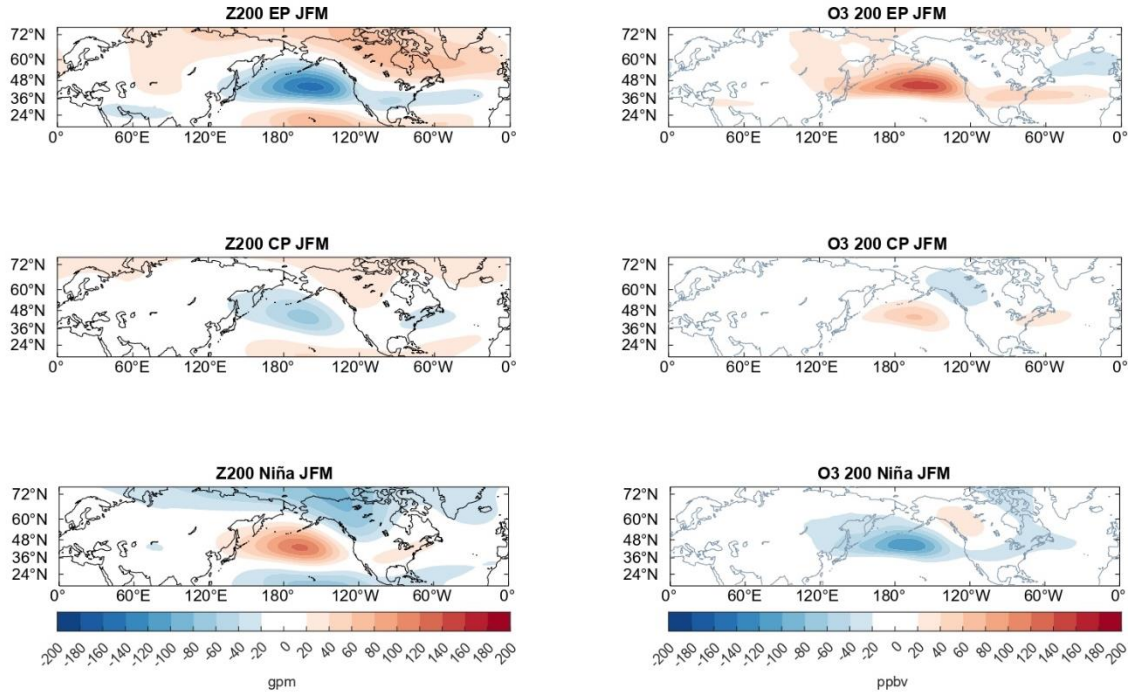 Z200 EP JFM
72°N
60°N
48°N
36°N
24°N
0° 60°E 120°E 180° 120°W 60°W 0°
O3 200 EP JFM
72°N
60°N
48°N
36°N
24°N
0° 60°E 120°E 180° 120°W 60°W 0°
Z200 CP JFM
72°N
60°N
48°N
36°N
24°N
0° 60°E 120°E 180° 120°W 60°W 0°
O3 200 CP JFM
72°N
60°N
48°N
36°N
24°N
0° 60°E 120°E 180° 120°W 60°W 0°
Z200 Niña JFM
72°N
60°N
48°N
36°N
24°N
0° 60°E 120°E 180° 120°W 60°W 0°
O3 200 Niña JFM
72°N
60°N
48°N
36°N
24°N
0° 60°E 120°E 180° 120°W 60°W 0°
-200 -180 -160 -140 -120 -100 -80 -60 -40 -20 0 20 40 60 80 100 120 140 160 180 200
gpm
-200 -180 -160 -140 -120 -100 -80 -60 -40 -20 0 20 40 60 80 100 120 140 160 180 200
ppbv